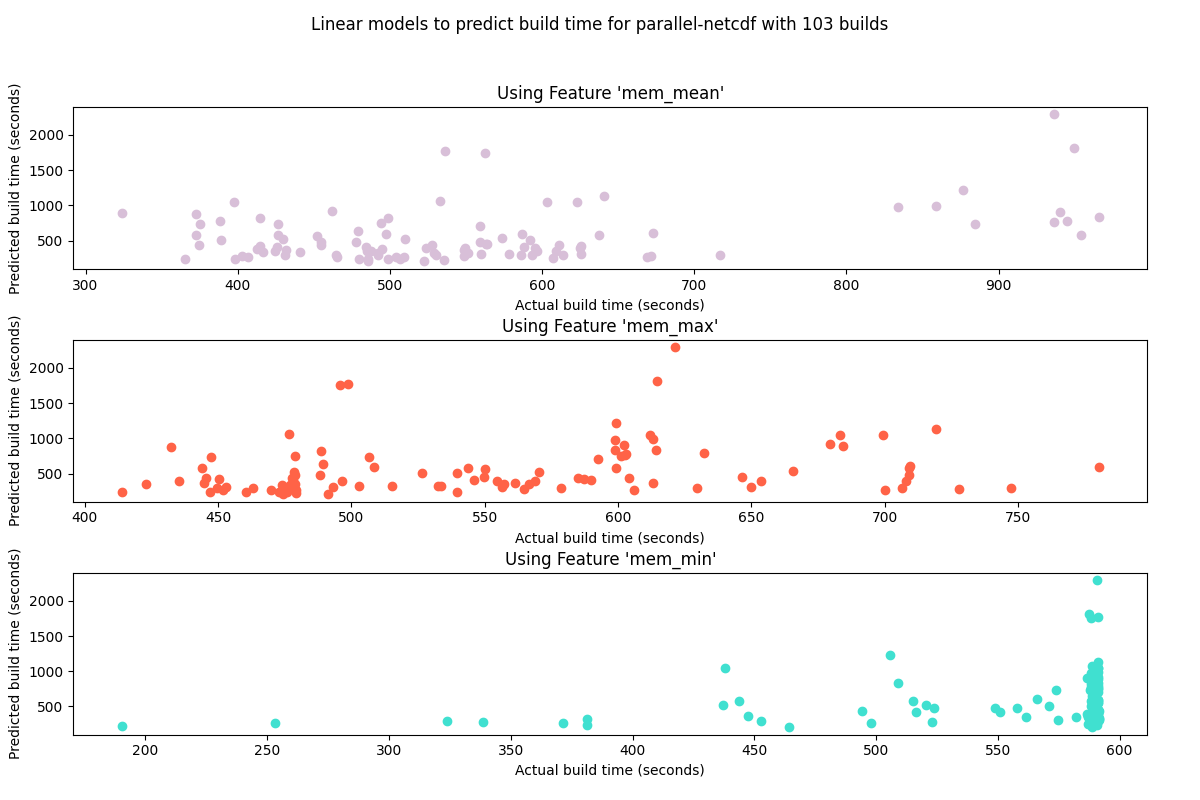 Linear models to predict build time for parallel-netcdf with 103 builds
Using Feature 'mem_mean'
Predicted build time (seconds)
2000
1500
1000
500
300 400 500 600 700 800 900
Actual build time (seconds)
Using Feature 'mem_max'
Predicted build time (seconds)
2000
1500
1000
500
400 450 500 550 600 650 700 750
Actual build time (seconds)
Using Feature 'mem_min'
Predicted build time (seconds)
2000
1500
1000
500
200 250 300 350 400 450 500 550 600
Actual build time (seconds)